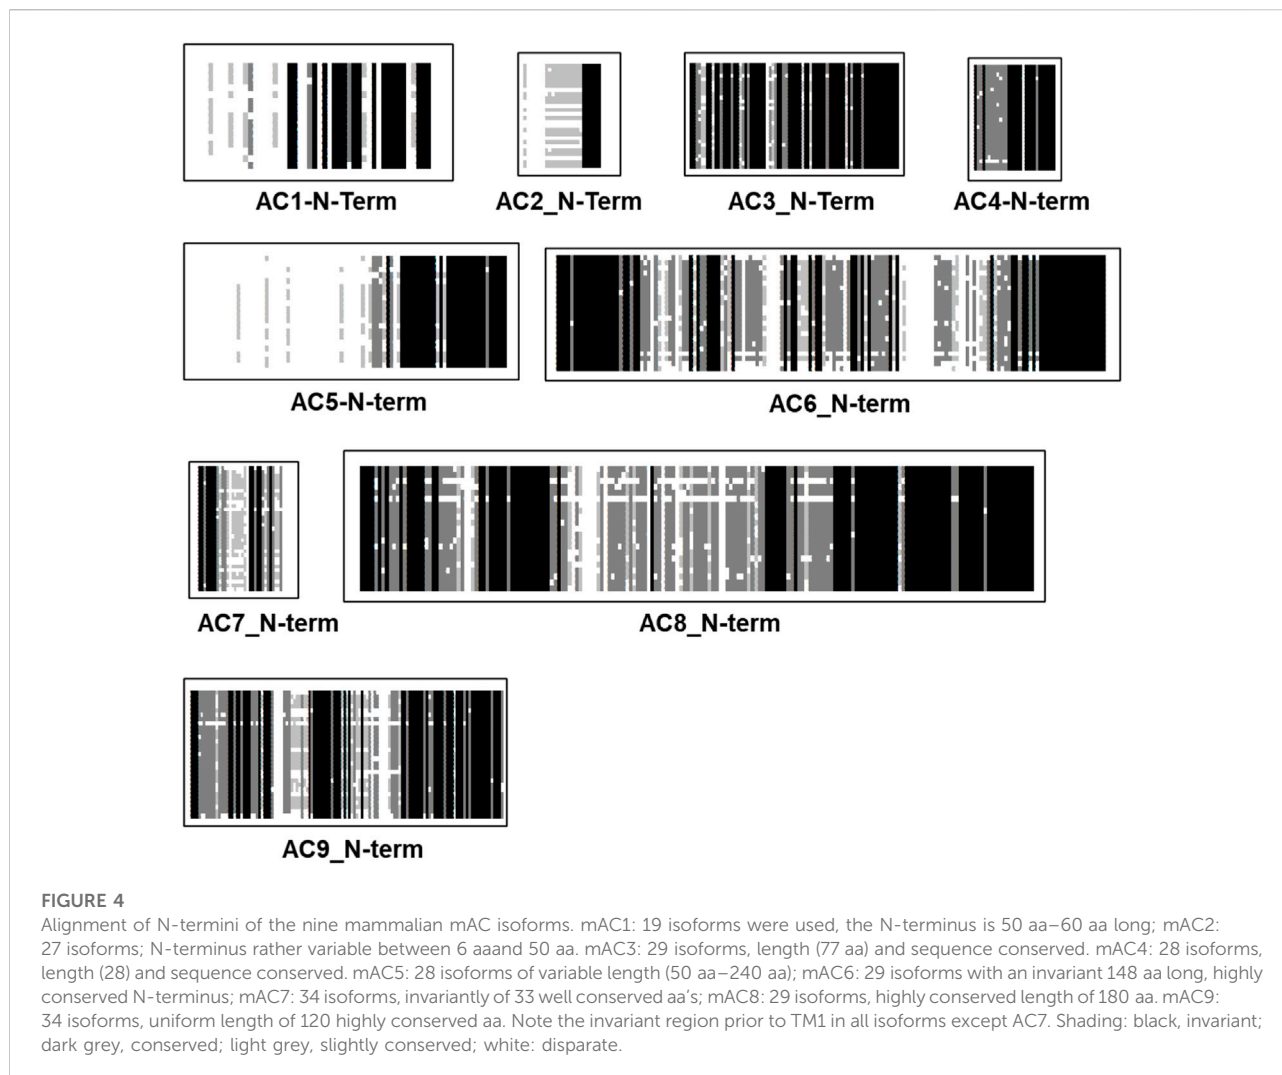 AC1-N-Term
AC2_N-Term
AC3_N-Term
AC4-N-term
AC5-N-term
AC6_N-term
AC7_N-term
AC8_N-term
AC9_N-term
FIGURE 4
Alignment of N-termini of the nine mammalian mAC isoforms. mAC1: 19 isoforms were used, the N-terminus is 50 aa–60 aa long; mAC2:
27 isoforms; N-terminus rather variable between 6 aaand 50 aa. mAC3: 29 isoforms, length (77 aa) and sequence conserved. mAC4: 28 isoforms,
length (28) and sequence conserved. mAC5: 28 isoforms of variable length (50 aa–240 aa); mAC6: 29 isoforms with an invariant 148 aa long, highly
conserved N-terminus; mAC7: 34 isoforms, invariantly of 33 well conserved aa's; mAC8: 29 isoforms, highly conserved length of 180 aa. mAC9:
34 isoforms, uniform length of 120 highly conserved aa. Note the invariant region prior to TM1 in all isoforms except AC7. Shading: black, invariant;
dark grey, conserved; light grey, slightly conserved; white: disparate.